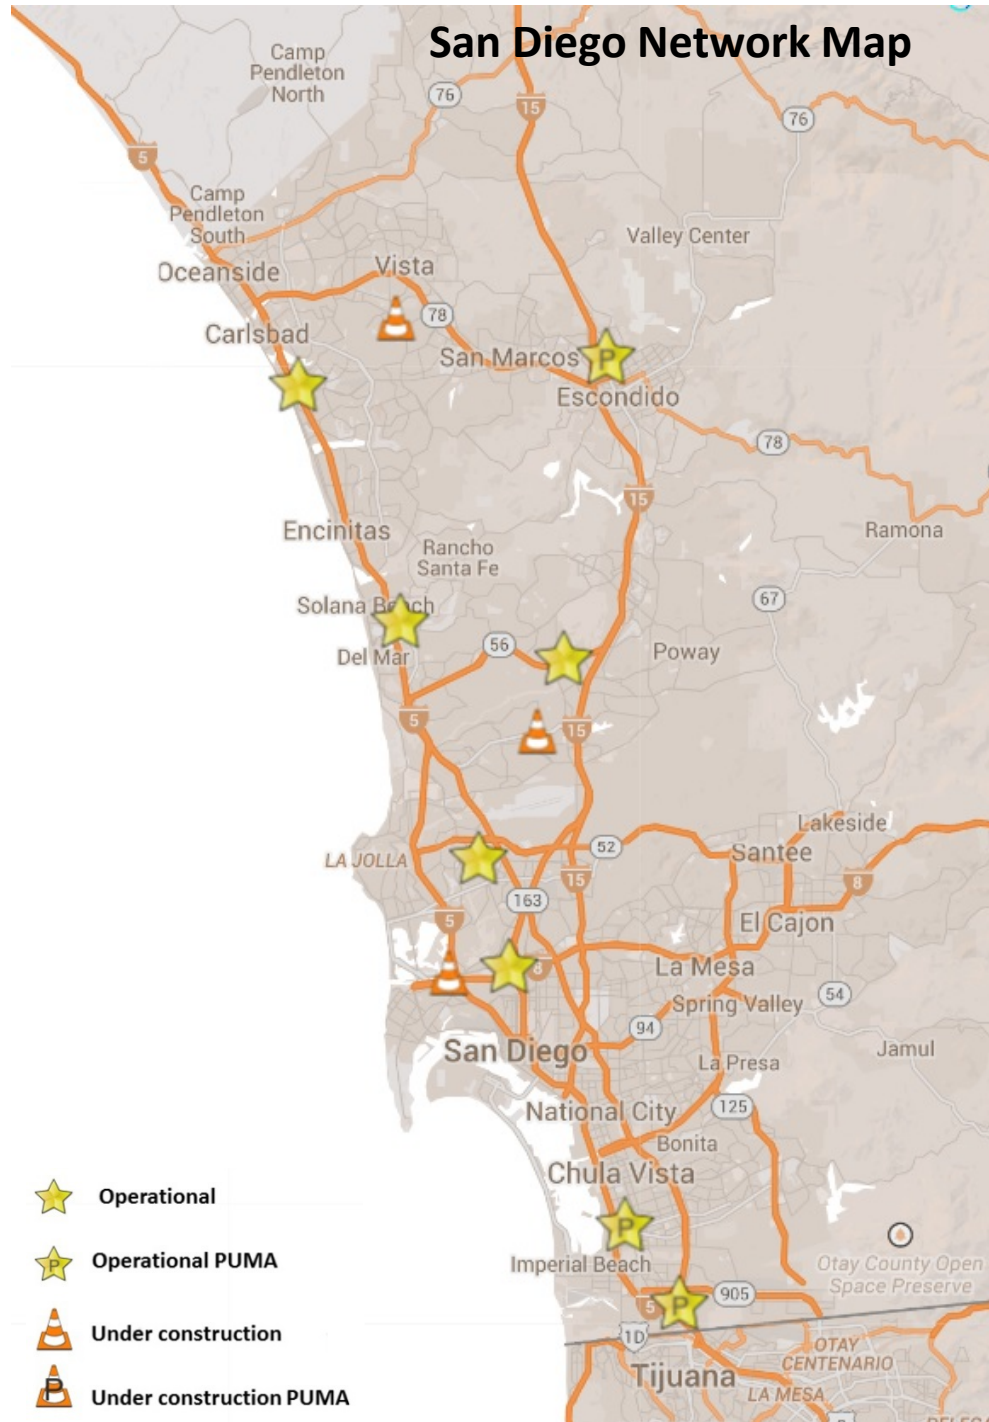 San Diego Network Map
Camp
Pendleton
North
76
15
76
5
Camp
Pendleton
South
Valley Center
Oceanside
Vista
78
Carlsbad
San Marcos
P
Escondido
78
15
Encinitas
Ramona
Rancho
Santa Fe
67
Solana Beach
56
Poway
Del Mar
5
15
Lakeside
52
Santee
LA JOLLA
15
8
163
5
El Cajon
8
La Mesa
54
Spring Valley
94
San Diego
Jamul
La Presa
125
National City
Bonita
Chula Vista
Operational
P
Operational PUMA
P
Imperial Beach
Otay County Open
Space Preserve
905
5
P
1D
Under construction
OTAY
CENTENARIO
Tijuana
LA MESA
P
Under construction PUMA